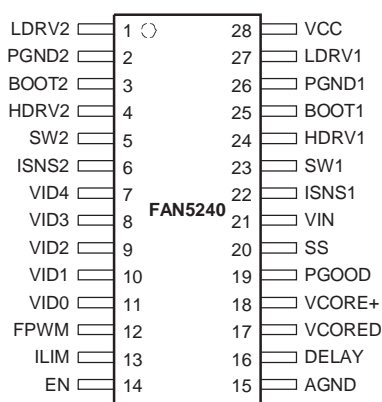 LDRV2 1 28 VCC
PGND2 2 27 LDRV1
BOOT2 3 26 PGND1
HDRV2 4 25 BOOT1
SW2 5 24 HDRV1
ISNS2 6 23 SW1
VID4 7 22 ISNS1
FAN5240
VID3 8 21 VIN
VID2 9 20 SS
VID1 10 19 PGOOD
VID0 11 18 VCORE+
FPWM 12 17 VCORED
ILIM 13 16 DELAY
EN 14 15 AGND